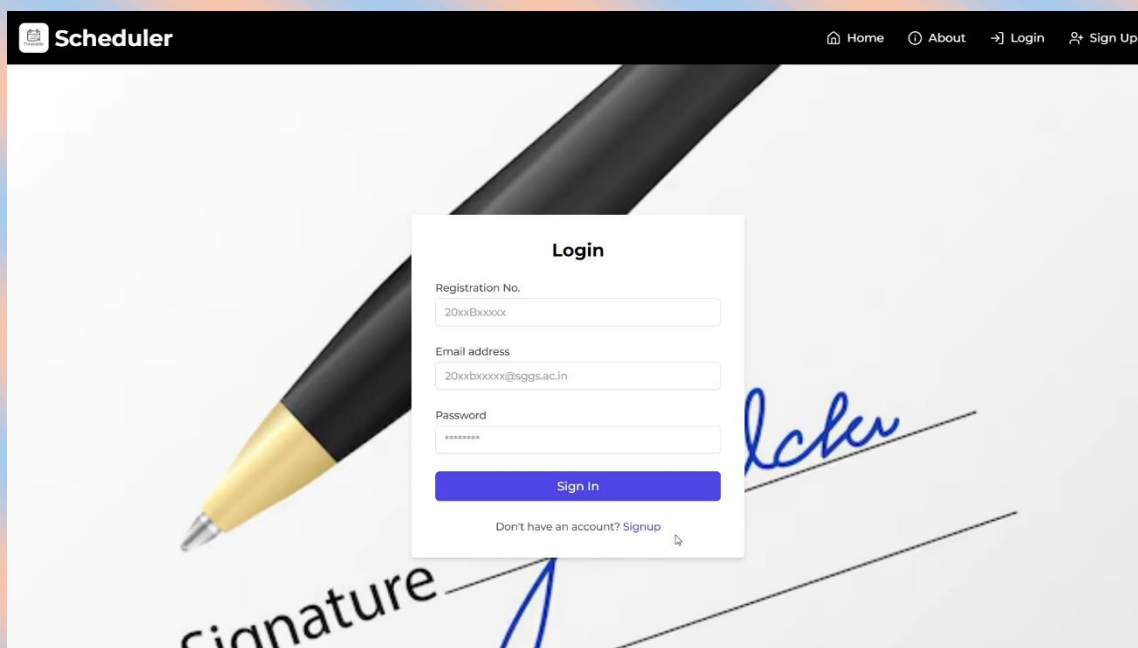 Scheduler
Home About Login Sign Up
Login
Registration No.
20xxBxxxxx
Email address
20xxbxxxxx@sggs.ac.in
Password
********
Sign In
Don't have an account? Signup
Signature